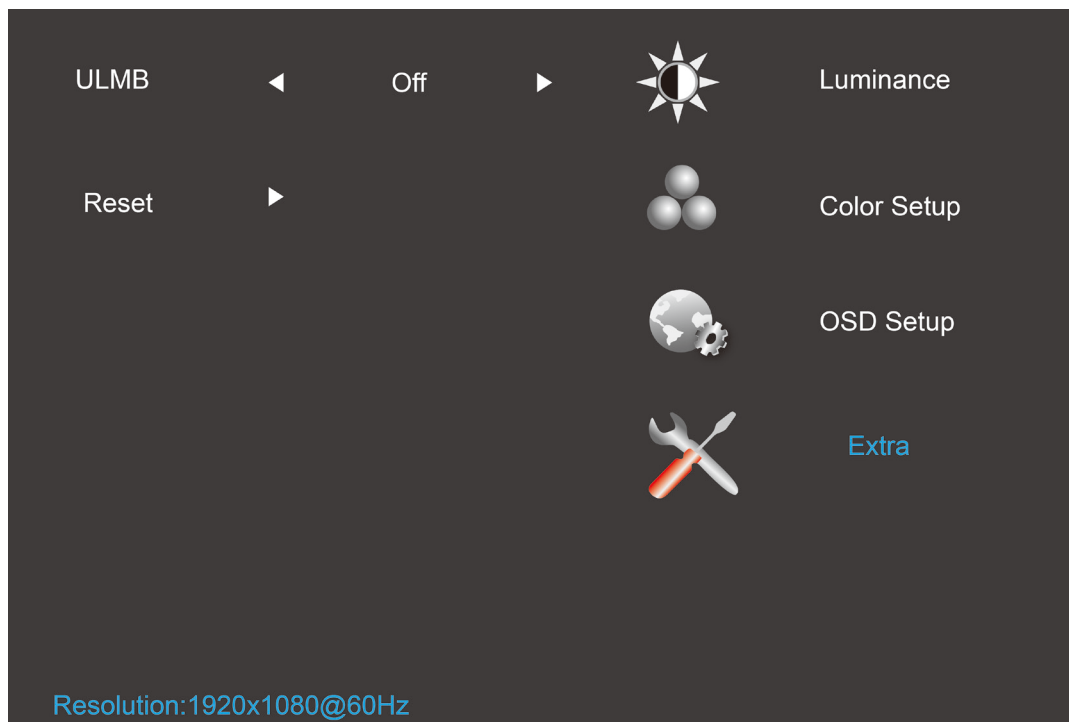 ULMB Off Luminance
Reset Color Setup
OSD Setup
Extra
Resolution:1920x1080@60Hz